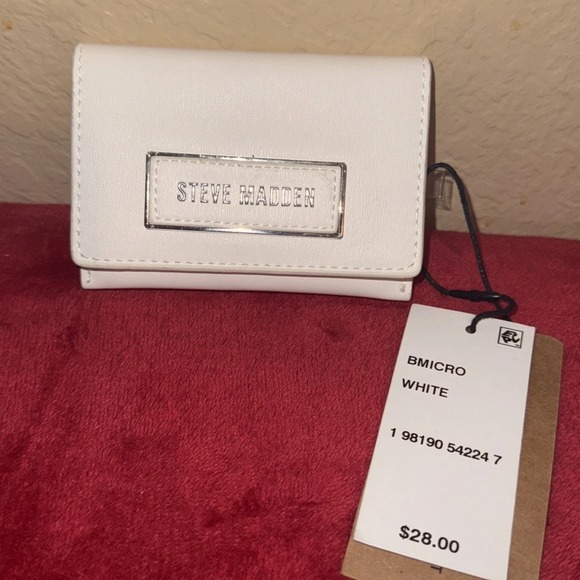 STEVE MADDEN
BMICRO
WHITE
1 98190 54224 7
$28.00